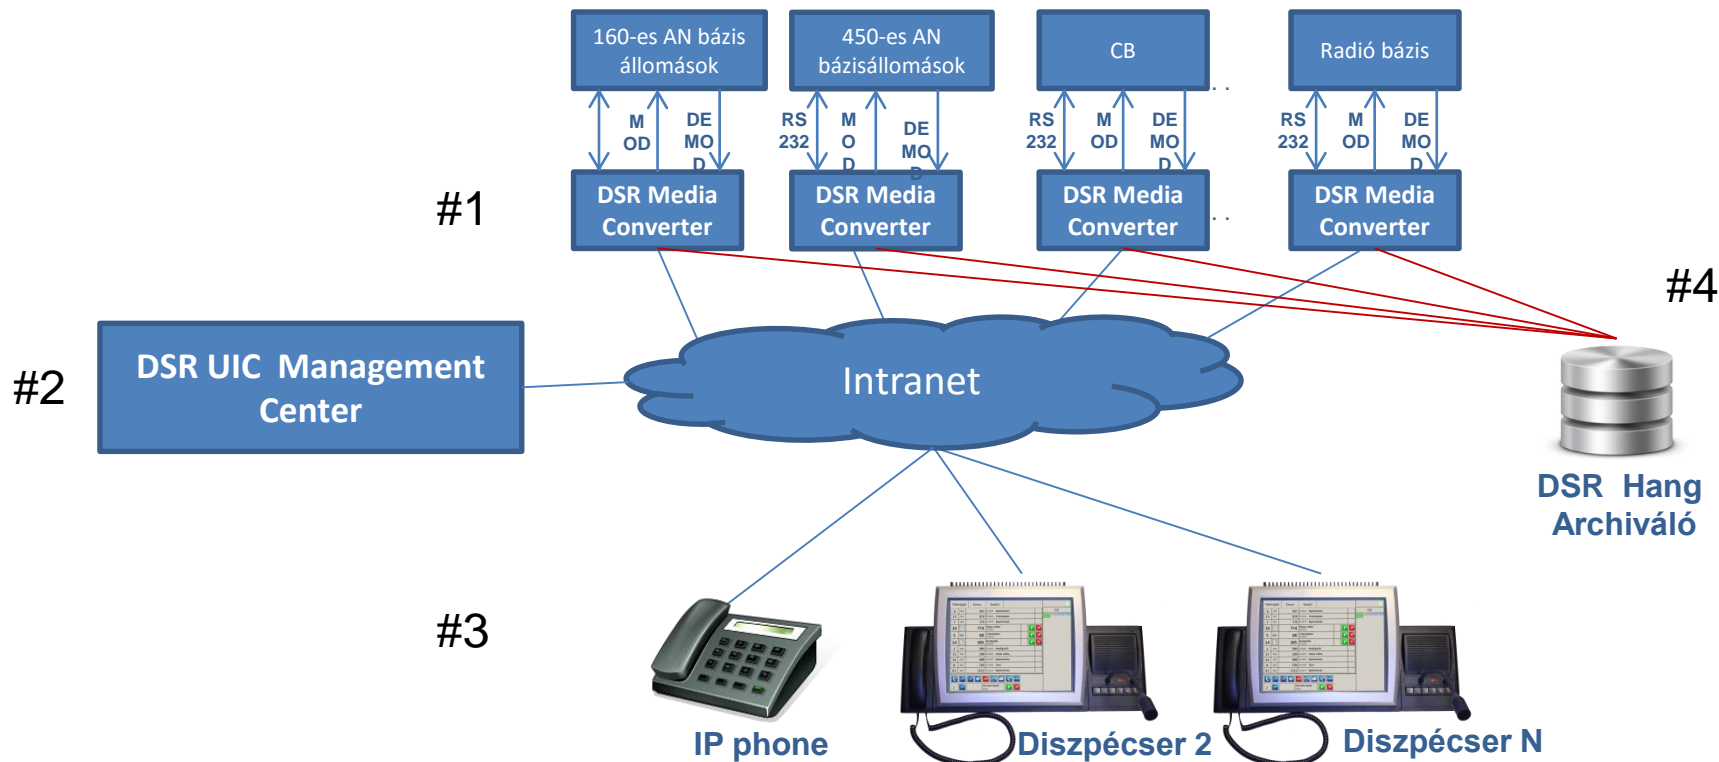 160-es AN bázis
állomások
450-es AN
bázisállomások
CB
Radió bázis
. .
M
OD
DE
MO
D
RS
232
M
O
D
DE
MO
D
RS
232
M
OD
DE
MO
D
RS
232
M
OD
DE
MO
D
#1
DSR Media
Converter
DSR Media
Converter
DSR Media
Converter
. .
DSR Media
Converter
#4
#2
DSR UIC Management
Center
Intranet
DSR Hang
Archiváló
#3
IP phone
Diszpécser 2
Diszpécser N